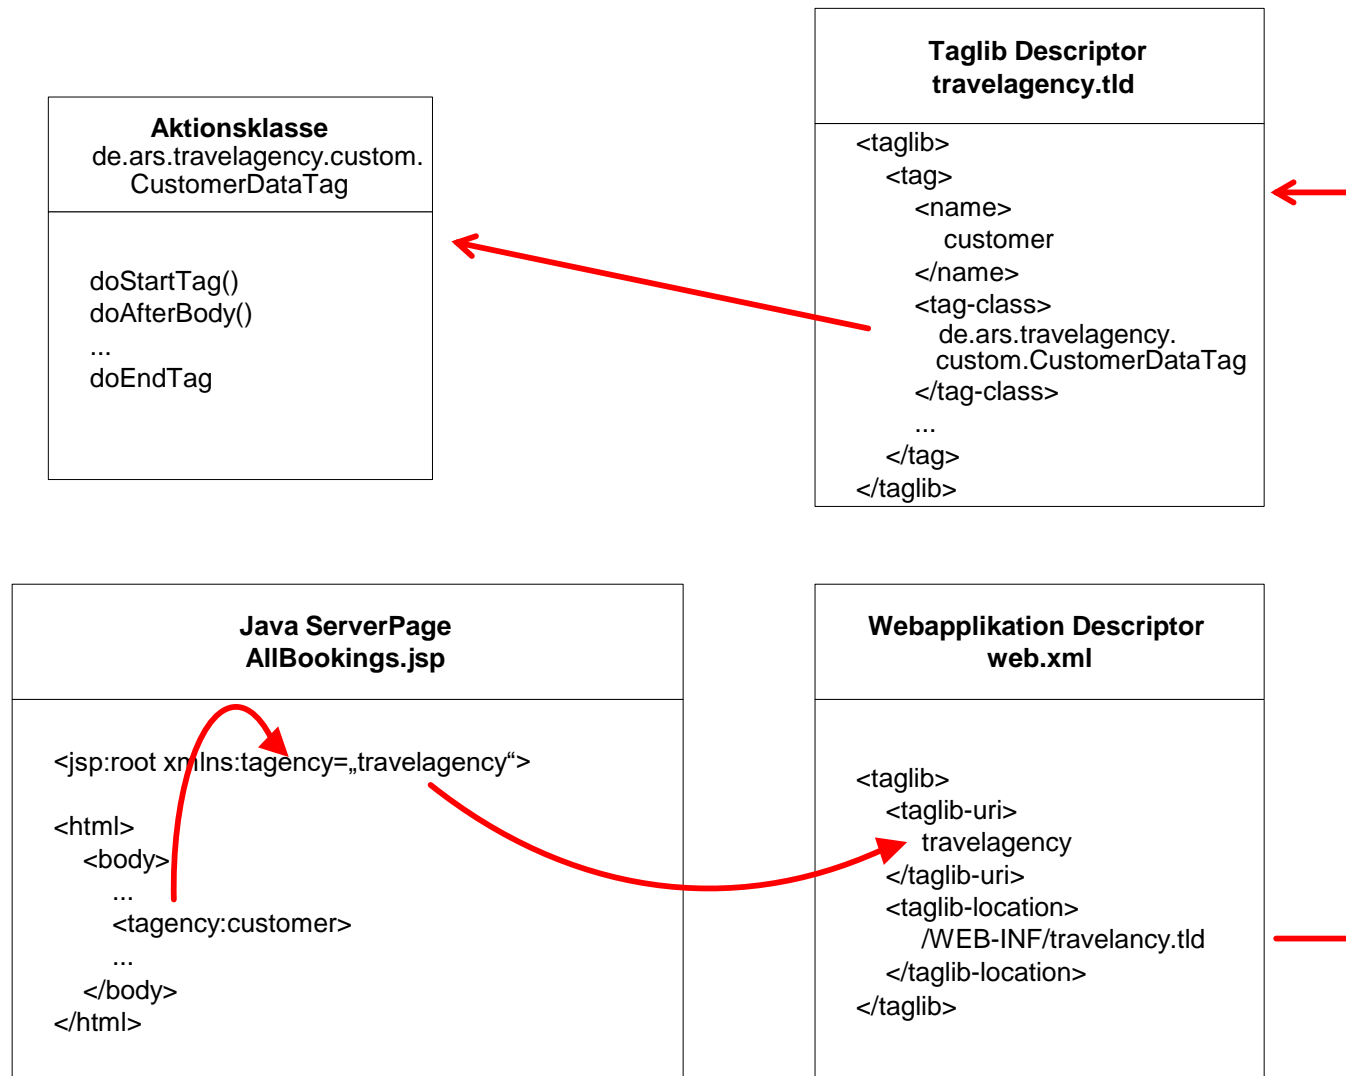 Aktionsklasse
de.ars.travelagency.custom.
CustomerDataTag
doStartTag()
doAfterBody()
...
doEndTag
Taglib Descriptor
travelagency.tld
<taglib>
<tag>
<name>
customer
</name>
<tag-class>
de.ars.travelagency.
custom.CustomerDataTag
</tag-class>
...
</tag>
</taglib>
Java ServerPage
AllBookings.jsp
<jsp:root xmlns:tagency=„travelagency“>
<html>
<body>
...
<tagency:customer>
...
</body>
</html>
Webapplikation Descriptor
web.xml
<taglib>
<taglib-uri>
travelagency
</taglib-uri>
<taglib-location>
/WEB-INF/travelancy.tld
</taglib-location>
</taglib>